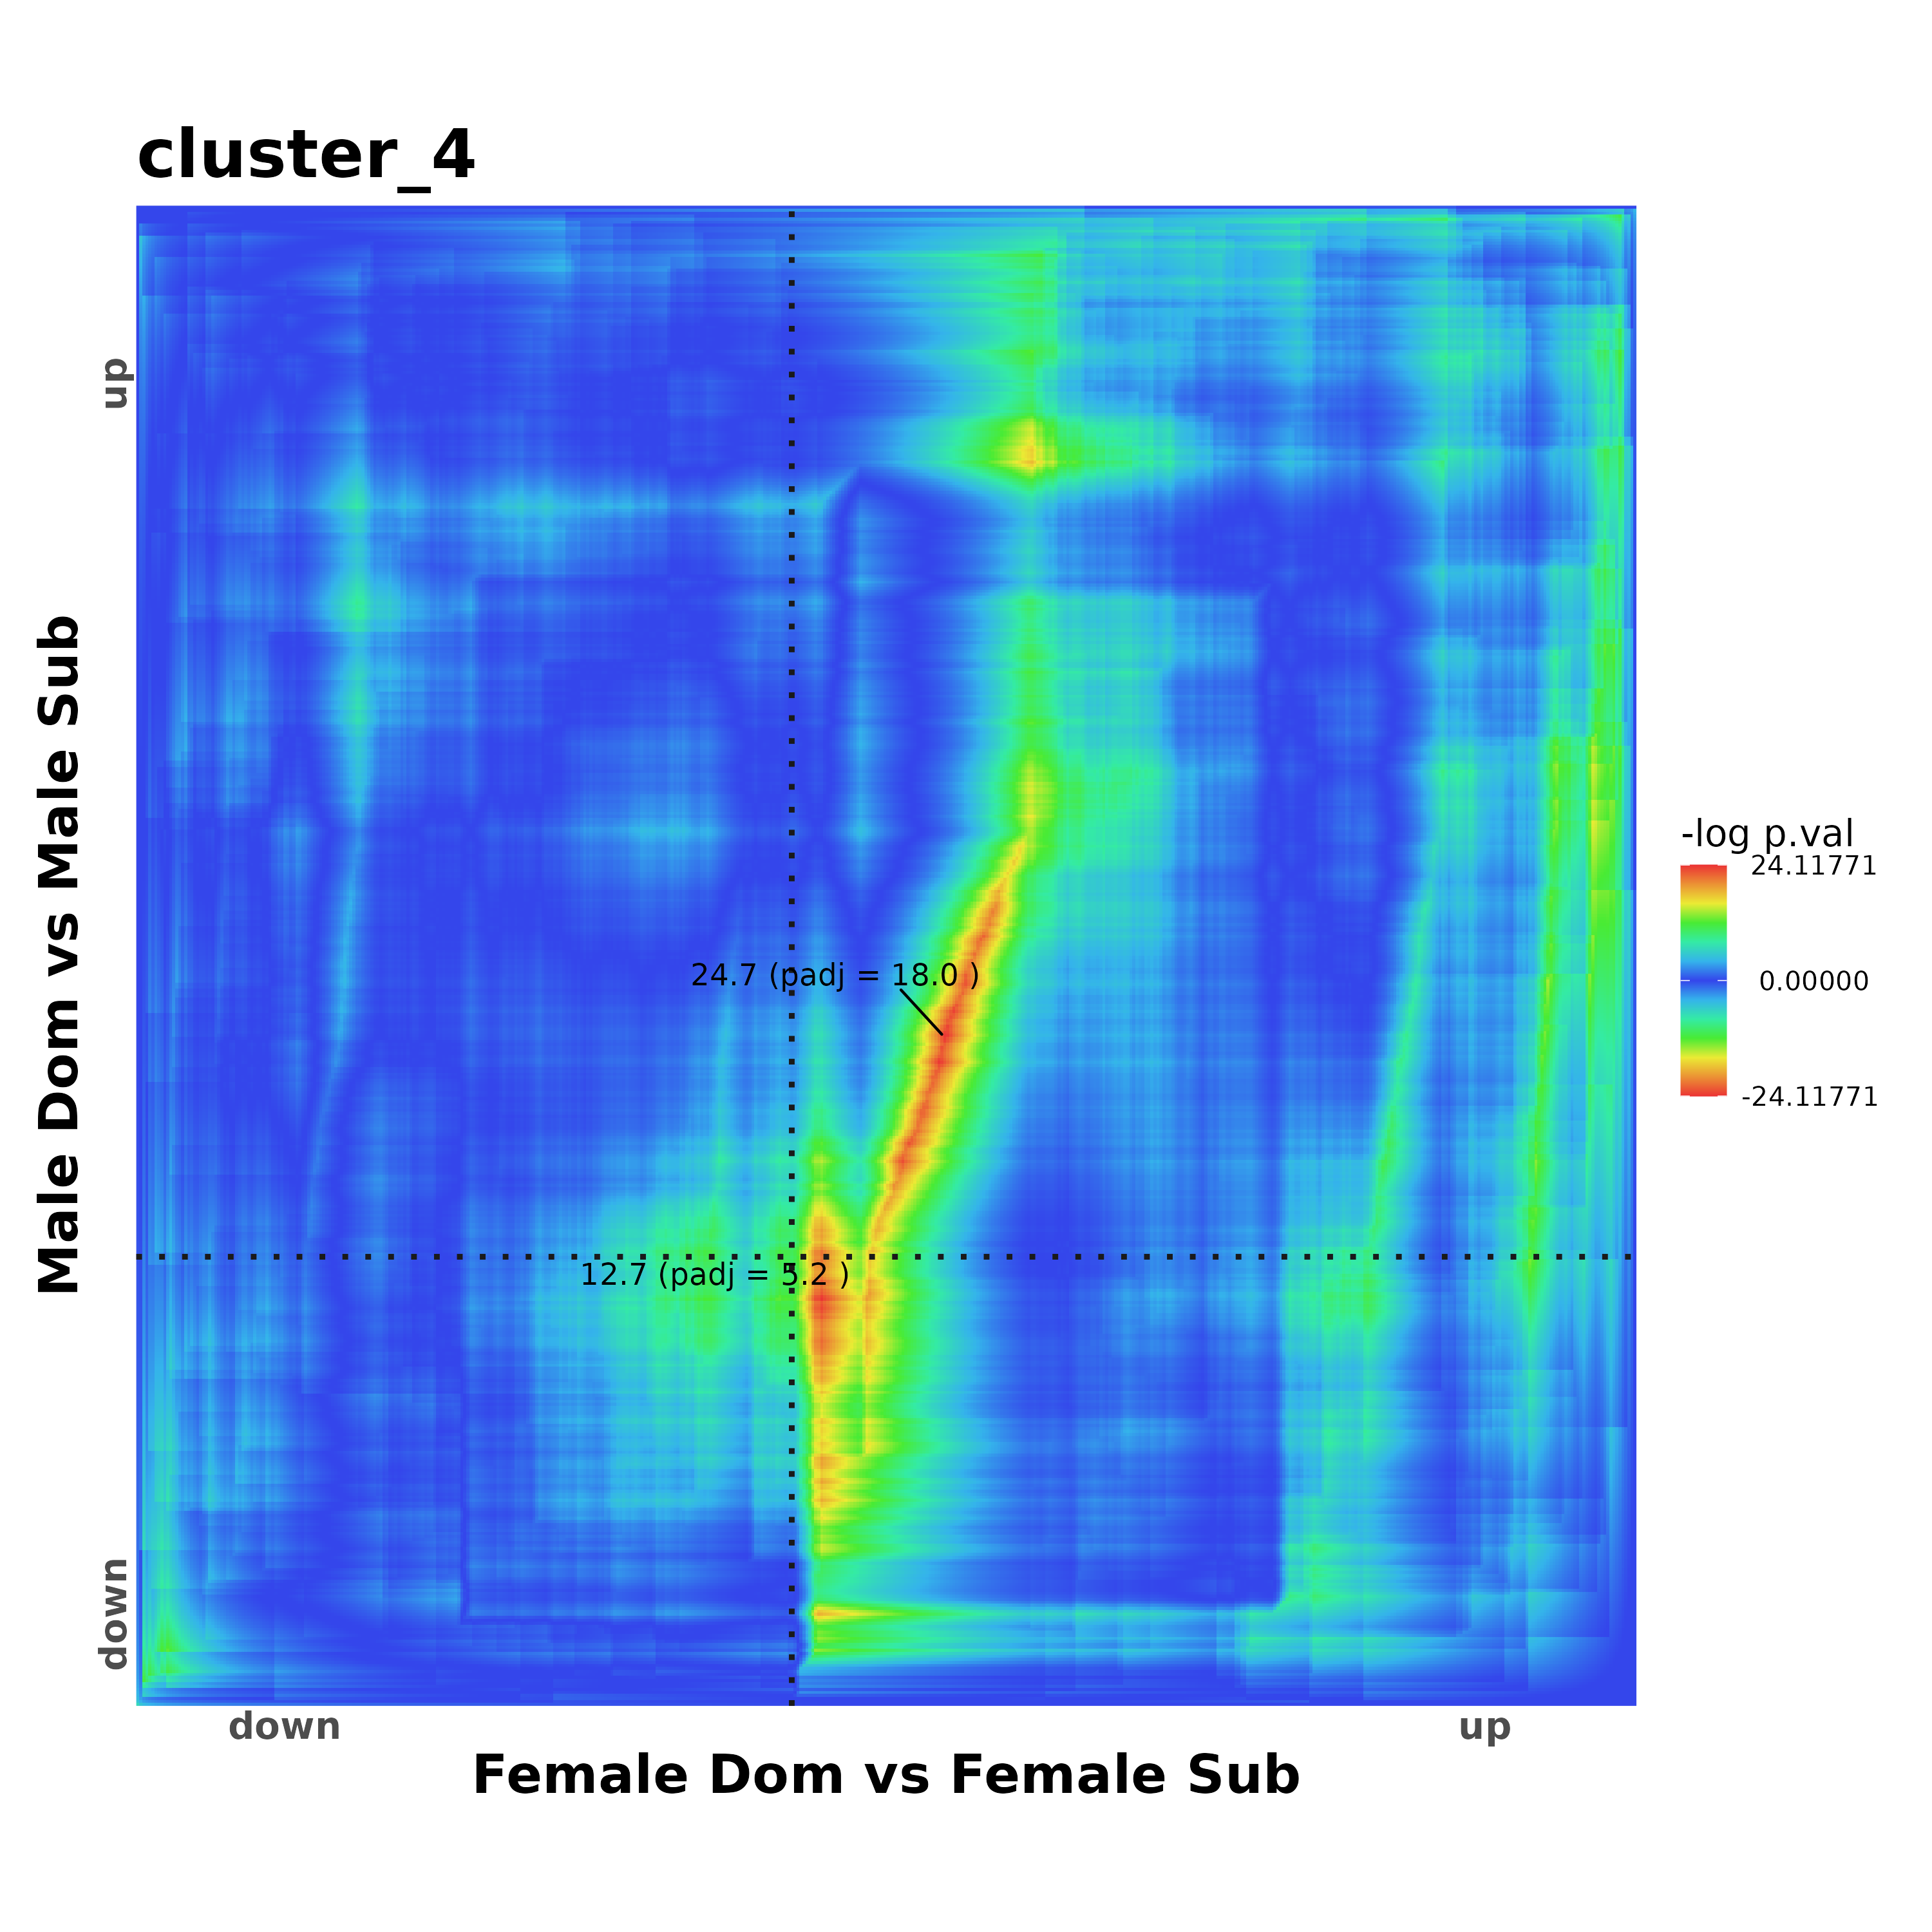 cluster_4
up
Male Dom vs Male Sub
down
24.7 (padj = 18.0 )
12.7 (padj = 5.2 )
down
up
Female Dom vs Female Sub
-log p.val
24.11771
0.00000
-24.11771